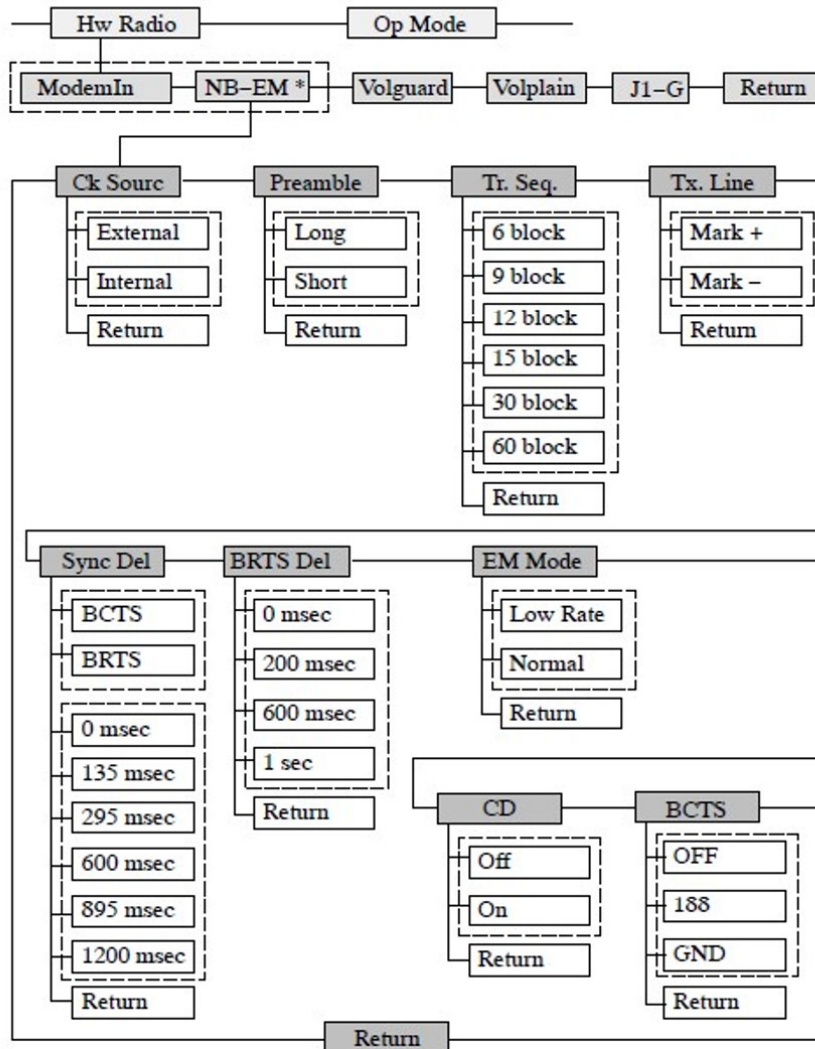 Hw Radio Op Mode
ModemIn NB–EM * Volguard Volplain J1–G Return
Ck Sourc Preamble Tr. Seq. Tx. Line
External Long 6 block Mark +
Internal Short 9 block Mark –
Return Return 12 block Return
15 block
30 block
60 block
Return
Sync Del BRTS Del EM Mode
BCTS 0 msec Low Rate
BRTS 200 msec Normal
0 msec 600 msec Return
135 msec 1 sec
295 msec Return CD BCTS
600 msec Off OFF
895 msec On 188
1200 msec Return GND
Return Return
Return